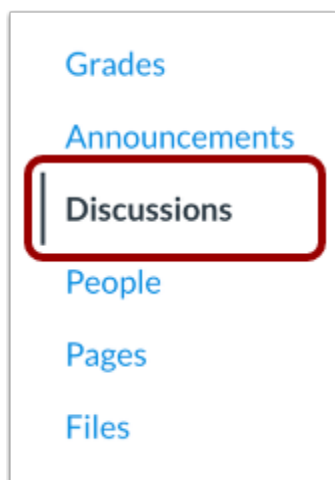 Grades
Announcements
Discussions
People
Pages
Files